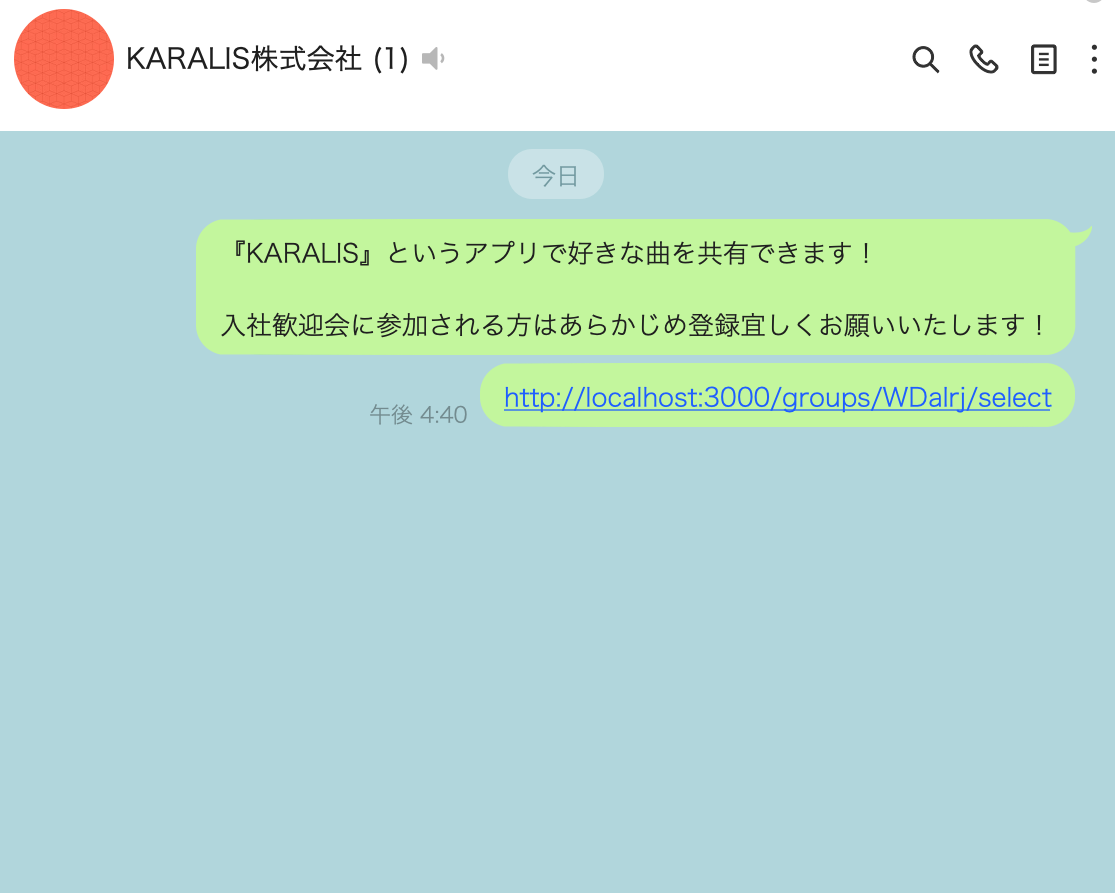 KARALIS株式会社 (1)
今日
『KARALIS』というアプリで好きな曲を共有できます！
入社歓迎会に参加される方はあらかじめ登録宜しくお願いいたします！
http://localhost:3000/groups/WDalrj/select
午後 4:40